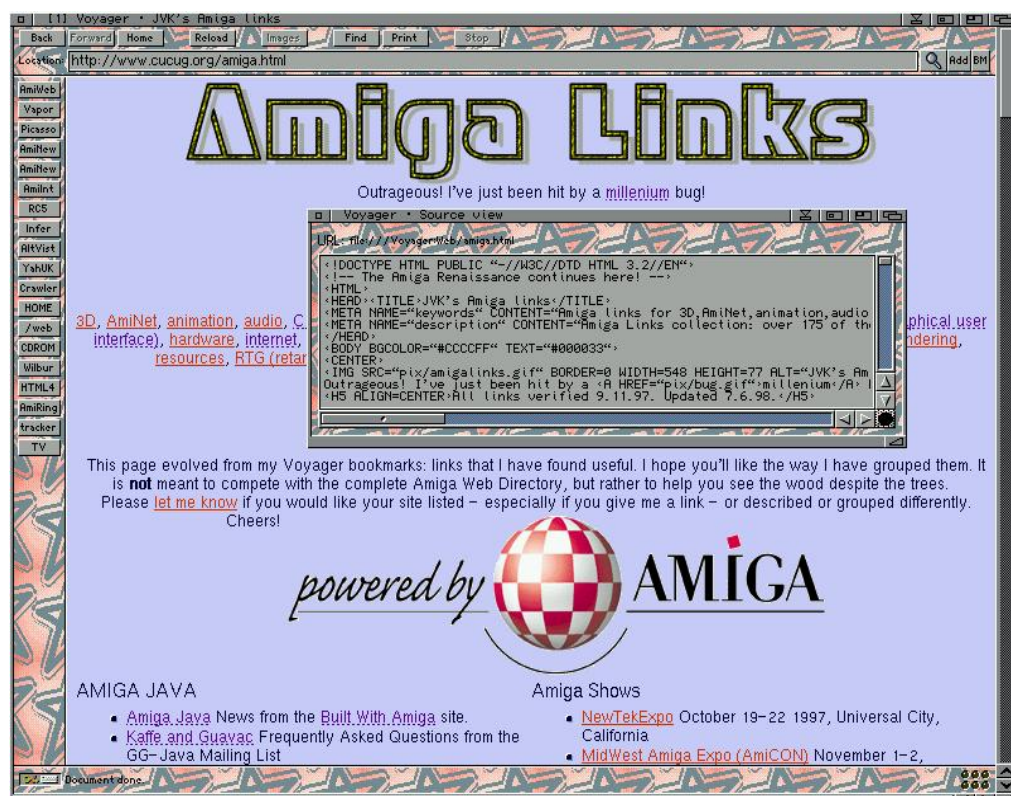 [1] Voyager · JVK's Amiga links
Back Forward Home Reload Images Find Print Stop
Location: http://www.cucug.org/amiga.html Add BM
AmiWeb
Vapor
Picasso
AmiNew
AmiNew
AmiInt
RC5
Infer
AltVist
YahUK
Crawler
HOME
/web
CDROM
Wilbur
HTML4
AmiRing
tracker
TV
Amiga Links
Outrageous! I've just been hit by a millenium bug!
Voyager · Source view
URL: file:///Voyager:Web/amiga.html
<!DOCTYPE HTML PUBLIC "-//W3C//DTD HTML 3.2//EN">
<!-- The Amiga Renaissance continues here! -->
<HTML>
<HEAD><TITLE>JVK's Amiga links</TITLE>
<META NAME="keywords" CONTENT="Amiga links for 3D,AmiNet,animation,audio
<META NAME="description" CONTENT="Amiga Links collection: over 175 of th
</HEAD>
<BODY BGCOLOR="#CCCCFF" TEXT="#000033">
<CENTER>
<IMG SRC="pix/amigalinks.gif" BORDER=0 WIDTH=548 HEIGHT=77 ALT="JVK's Am
Outrageous! I've just been hit by a <A HREF="pix/bug.gif">millenium</A>
<H5 ALIGN=CENTER>All links verified 9.11.97. Updated 7.6.98.</H5>
3D, AmiNet, animation, audio, C phical user
interface), hardware, internet, ndering,
resources, RTG (retar
This page evolved from my Voyager bookmarks: links that I have found useful. I hope you'll like the way I have grouped them. It
is not meant to compete with the complete Amiga Web Directory, but rather to help you see the wood despite the trees.
Please let me know if you would like your site listed – especially if you give me a link – or described or grouped differently.
Cheers!
powered by AMIGA
AMIGA JAVA
Amiga Java News from the Built With Amiga site.
Kaffe and Guavac Frequently Asked Questions from the
GG-Java Mailing List
Amiga Shows
NewTekExpo October 19-22 1997, Universal City,
California
MidWest Amiga Expo (AmiCON) November 1-2,
Document done.